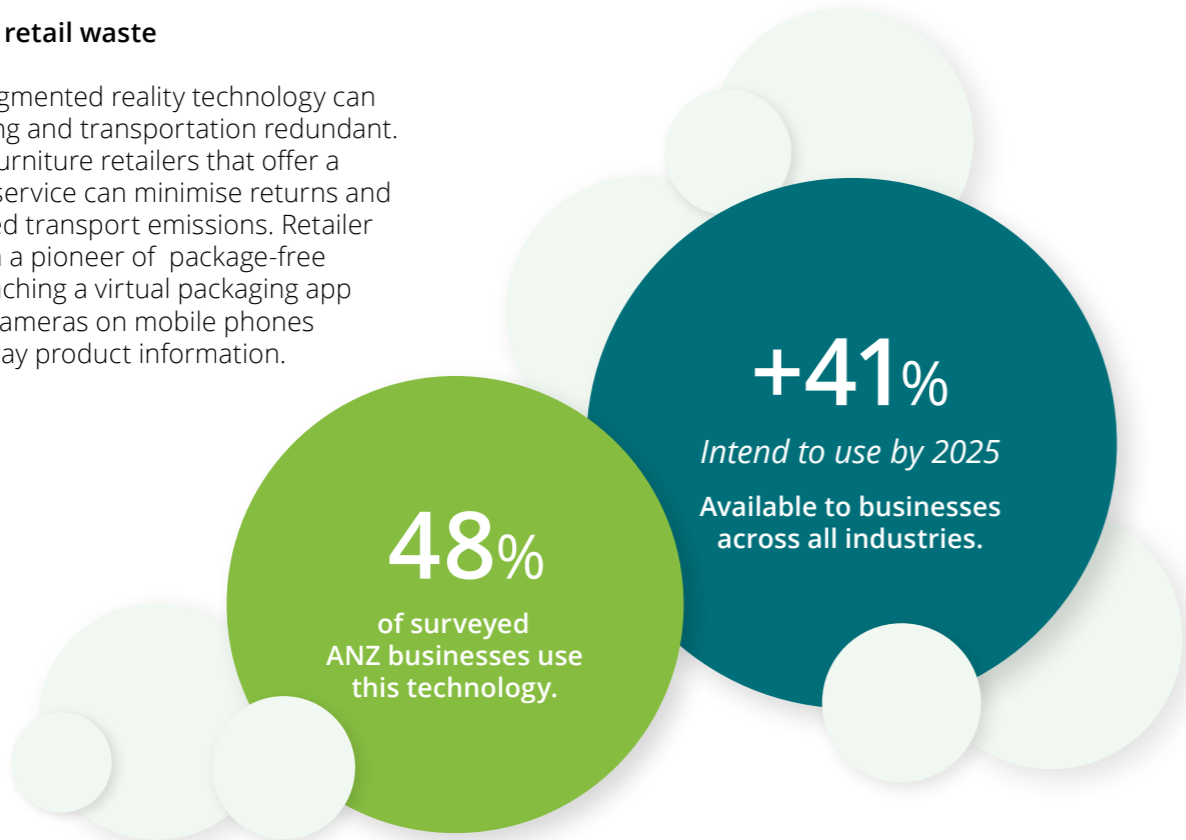 retail waste
gmented reality technology can
ng and transportation redundant.
urniture retailers that offer a
service can minimise returns and
ed transport emissions. Retailer
a pioneer of  package-free
ching a virtual packaging app
ameras on mobile phones
ay product information.
+41%
Intend to use by 2025
Available to businesses
across all industries.
48%
of surveyed
ANZ businesses use
this technology.